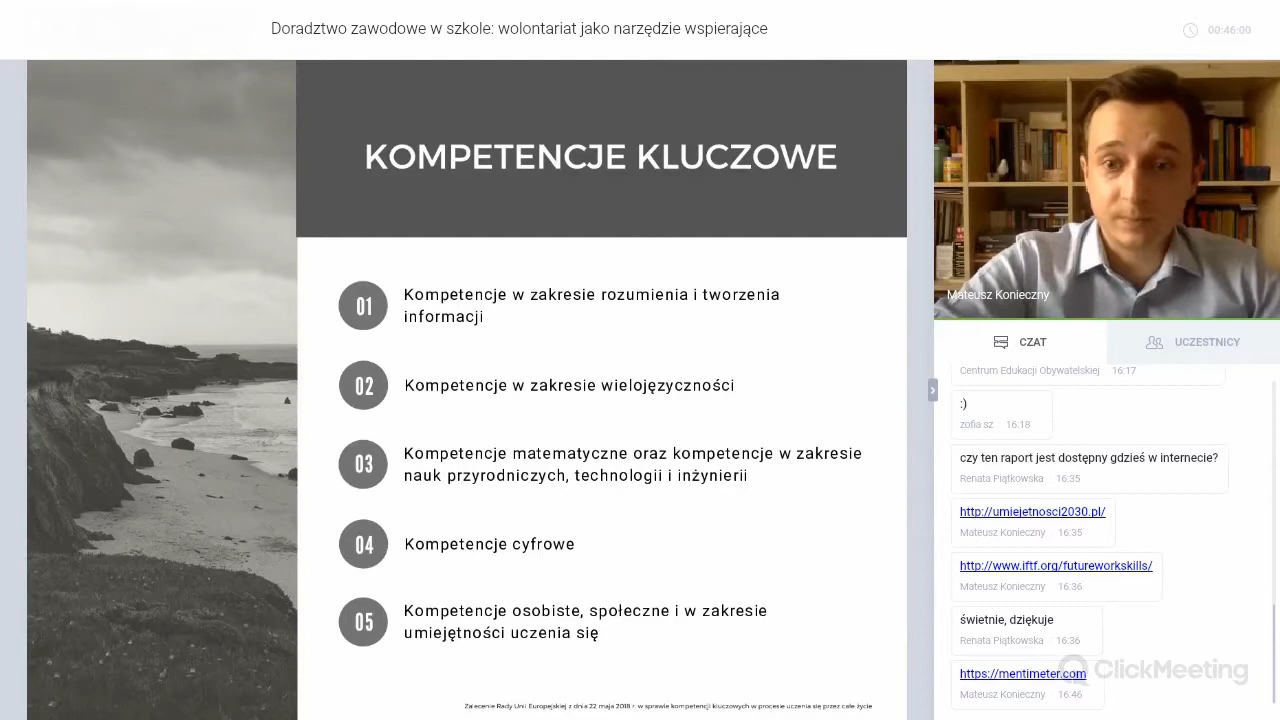 Doradztwo zawodowe w szkole: wolontariat jako narzędzie wspierające
00:46:00
KOMPETENCJE KLUCZOWE
01
Kompetencje w zakresie rozumienia i tworzenia
informacji
02
Kompetencje w zakresie wielojęzyczności
03
Kompetencje matematyczne oraz kompetencje w zakresie
nauk przyrodniczych, technologii i inżynierii
04
Kompetencje cyfrowe
05
Kompetencje osobiste, społeczne i w zakresie
umiejętności uczenia się
Zalecenie Rady Unii Europejskiej z dnia 22 maja 2018 r. w sprawie kompetencji kluczowych w procesie uczenia się przez całe życie
Mateusz Konieczny
CZAT
UCZESTNICY
Centrum Edukacji Obywatelskiej 16:17
:)
zofia sz 16:18
czy ten raport jest dostępny gdzieś w internecie?
Renata Piątkowska 16:35
http://umiejetnosci2030.pl/
Mateusz Konieczny 16:35
http://www.iftf.org/futureworkskills/
Mateusz Konieczny 16:36
świetnie, dziękuje
Renata Piątkowska 16:36
https://mentimeter.com
Mateusz Konieczny 16:46
ClickMeeting